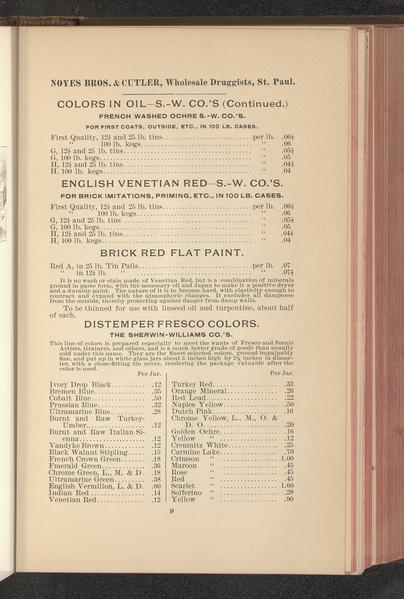 NOYES BROS. & CUTLER, Wholesale Druggists, St. Paul.
COLORS IN OIL—S.-W. CO.'S (Continued.)
FRENCH WASHED OCHRE S.-W. CO.'S.
FOR FIRST COATS, OUTSIDE, ETC., IN 100 LB. CASES.
First Quality, 12½ and 25 lb. tins per lb. .06½
" 100 lb. kegs " .06
G, 12½ and 25 lb. tins " .05½
G, 100 lb. kegs " .05
H, 12½ and 25 lb. tins " .04½
H, 100 lb. kegs " .04
ENGLISH VENETIAN RED—S.-W. CO.'S.
FOR BRICK IMITATIONS, PRIMING, ETC., IN 100 LB. CASES.
First Quality, 12½ and 25 lb. tins per lb. .06½
" 100 lb. kegs " .06
G, 12½ and 25 lb. tins " .05½
G, 100 lb. kegs " .05
H, 12½ and 25 lb. tins " .04½
H, 100 lb. kegs " .04
BRICK RED FLAT PAINT.
Red A, in 25 lb. Tin Pails per lb. .07
" in 12½ lb. " " .07½
It is no wash or stain made of Venetian Red, but is a combination of minerals
ground in paste form, with the necessary oil and Japan to make it a positive dryer
and a durable paint. The nature of it is to become hard, with elasticity enough to
contract and expand with the atmospheric changes. It excludes all dampness
from the outside, thereby protecting against danger from damp walls.
To be thinned for use with linseed oil and turpentine, about half
of each.
DISTEMPER FRESCO COLORS.
THE SHERWIN-WILLIAMS CO.'S.
This line of colors is prepared especially to meet the wants of Fresco and Scenic
Artists, Grainers, and others, and is a much better grade of goods than usually
sold under this name. They are the finest selected colors, ground impalpably
fine, and put up in white glass jars about 5 inches high by 2½ inches in diame-
ter, with a close-fitting tin cover, rendering the package valuable after the
color is used.
Per Jar.
Ivory Drop Black .12
Bremen Blue .35
Cobalt Blue .50
Prussian Blue .32
Ultramarine Blue .28
Burnt and Raw Turkey-
Umber .12
Burnt and Raw Italian Si-
enna .12
Vandyke Brown .12
Black Walnut Stippling .15
French Crown Green .18
Emerald Green .36
Chrome Green, L., M. & D. .18
Ultramarine Green .38
English Vermilion, L. & D. .60
Indian Red .14
Venetian Red .12
Per Jar.
Turkey Red .33
Orange Mineral .26
Red Lead .22
Naples Yellow .50
Dutch Pink .16
Chrome Yellow, L., M., O. &
D. O. .20
Golden Ochre .16
Yellow " .12
Cremnitz White .25
Carmine Lake .70
Crimson " 1.00
Maroon " .45
Rose " .45
Red " .45
Scarlet " 1.60
Solferino " .28
Yellow " .90
9